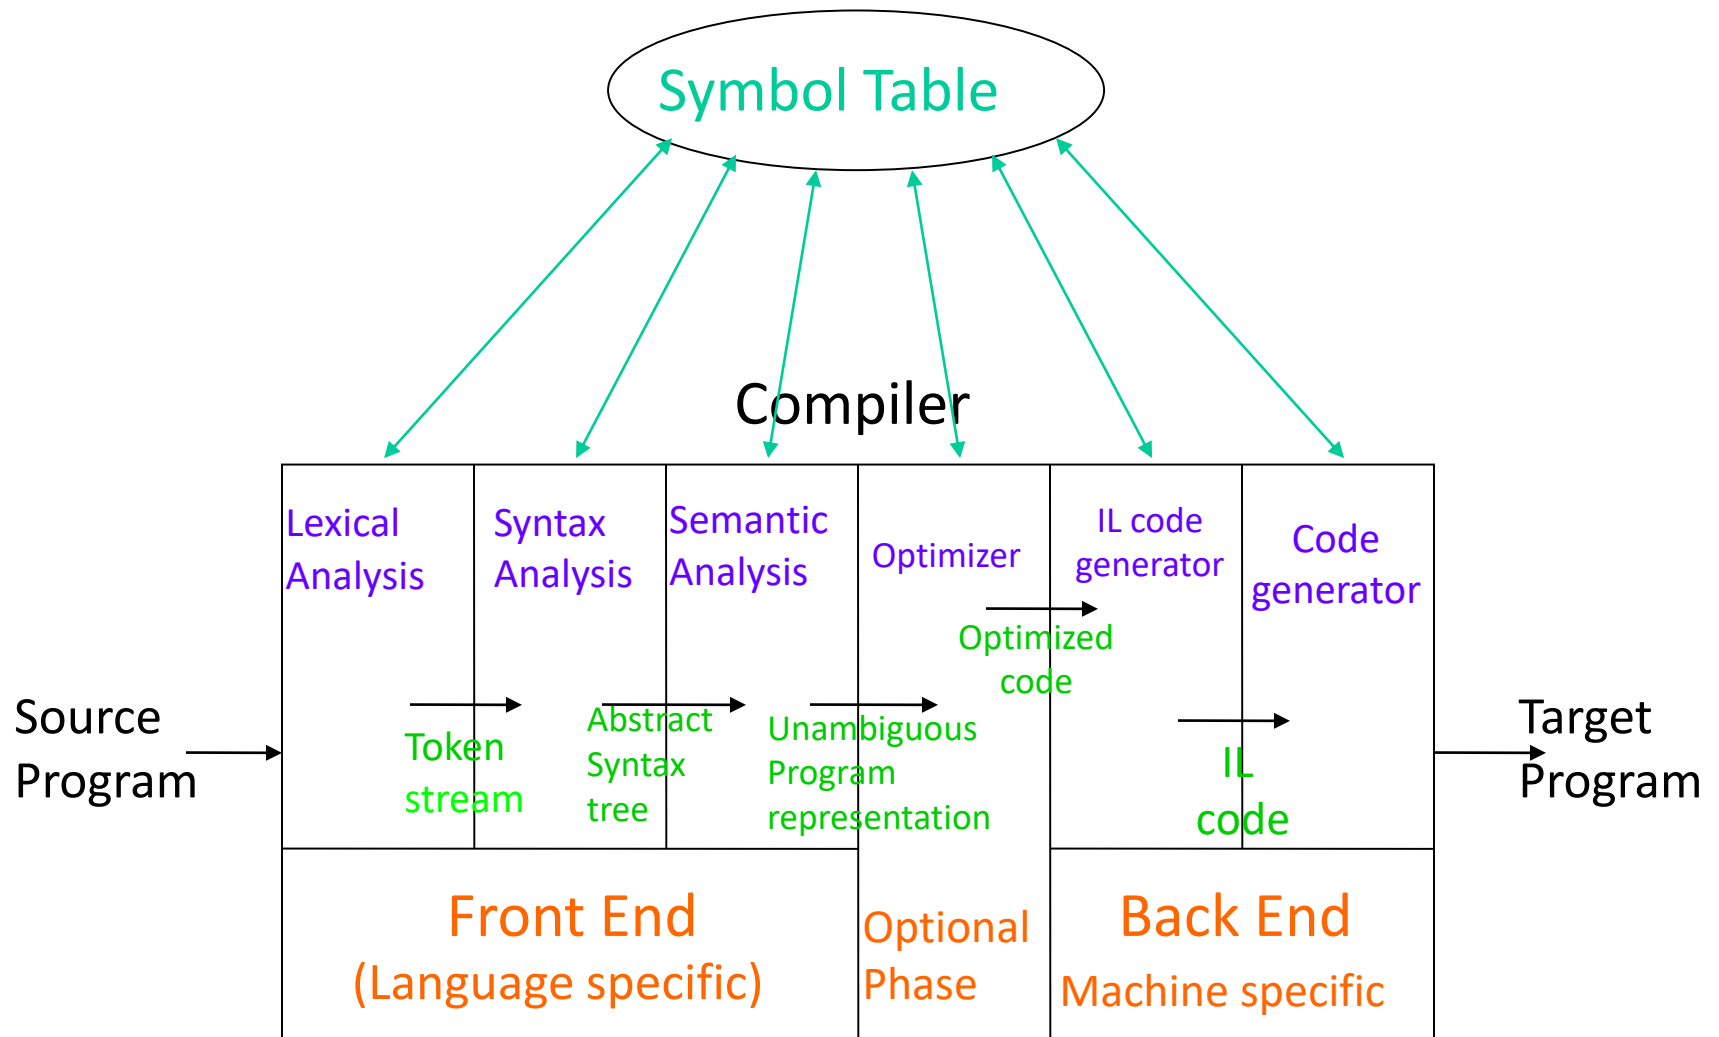 Symbol Table
Compiler
Lexical
Analysis
Syntax
Analysis
Semantic
Analysis
Optimizer
IL code
generator
Code
generator
Optimized
code
Source
Program
Token
stream
Abstract
Syntax
tree
Unambiguous
Program
representation
IL
code
Target
Program
Front End
(Language specific)
Optional
Phase
Back End
Machine specific